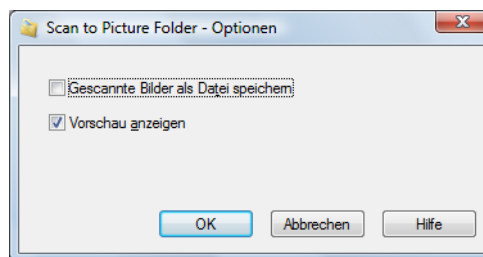 Scan to Picture Folder - Optionen
Gescannte Bilder als Datei speichern
Vorschau anzeigen
OK Abbrechen Hilfe